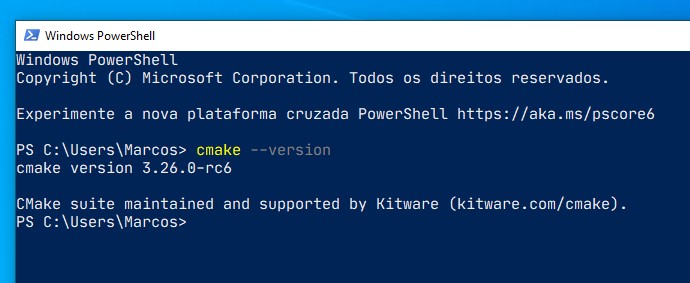 Windows PowerShell
Windows PowerShell
Copyright (C) Microsoft Corporation. Todos os direitos reservados.
Experimente a nova plataforma cruzada PowerShell https://aka.ms/pscore6
PS C:\Users\Marcos> cmake --version
cmake version 3.26.0-rc6
CMake suite maintained and supported by Kitware (kitware.com/cmake).
PS C:\Users\Marcos>